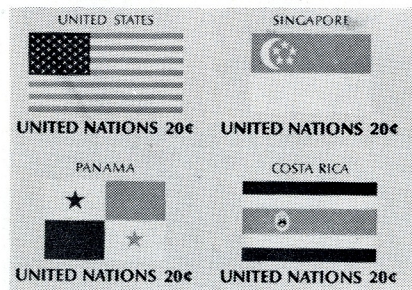 UNITED STATES
UNITED NATIONS 20¢
SINGAPORE
UNITED NATIONS 20¢
PANAMA
UNITED NATIONS 20¢
COSTA RICA
UNITED NATIONS 20¢